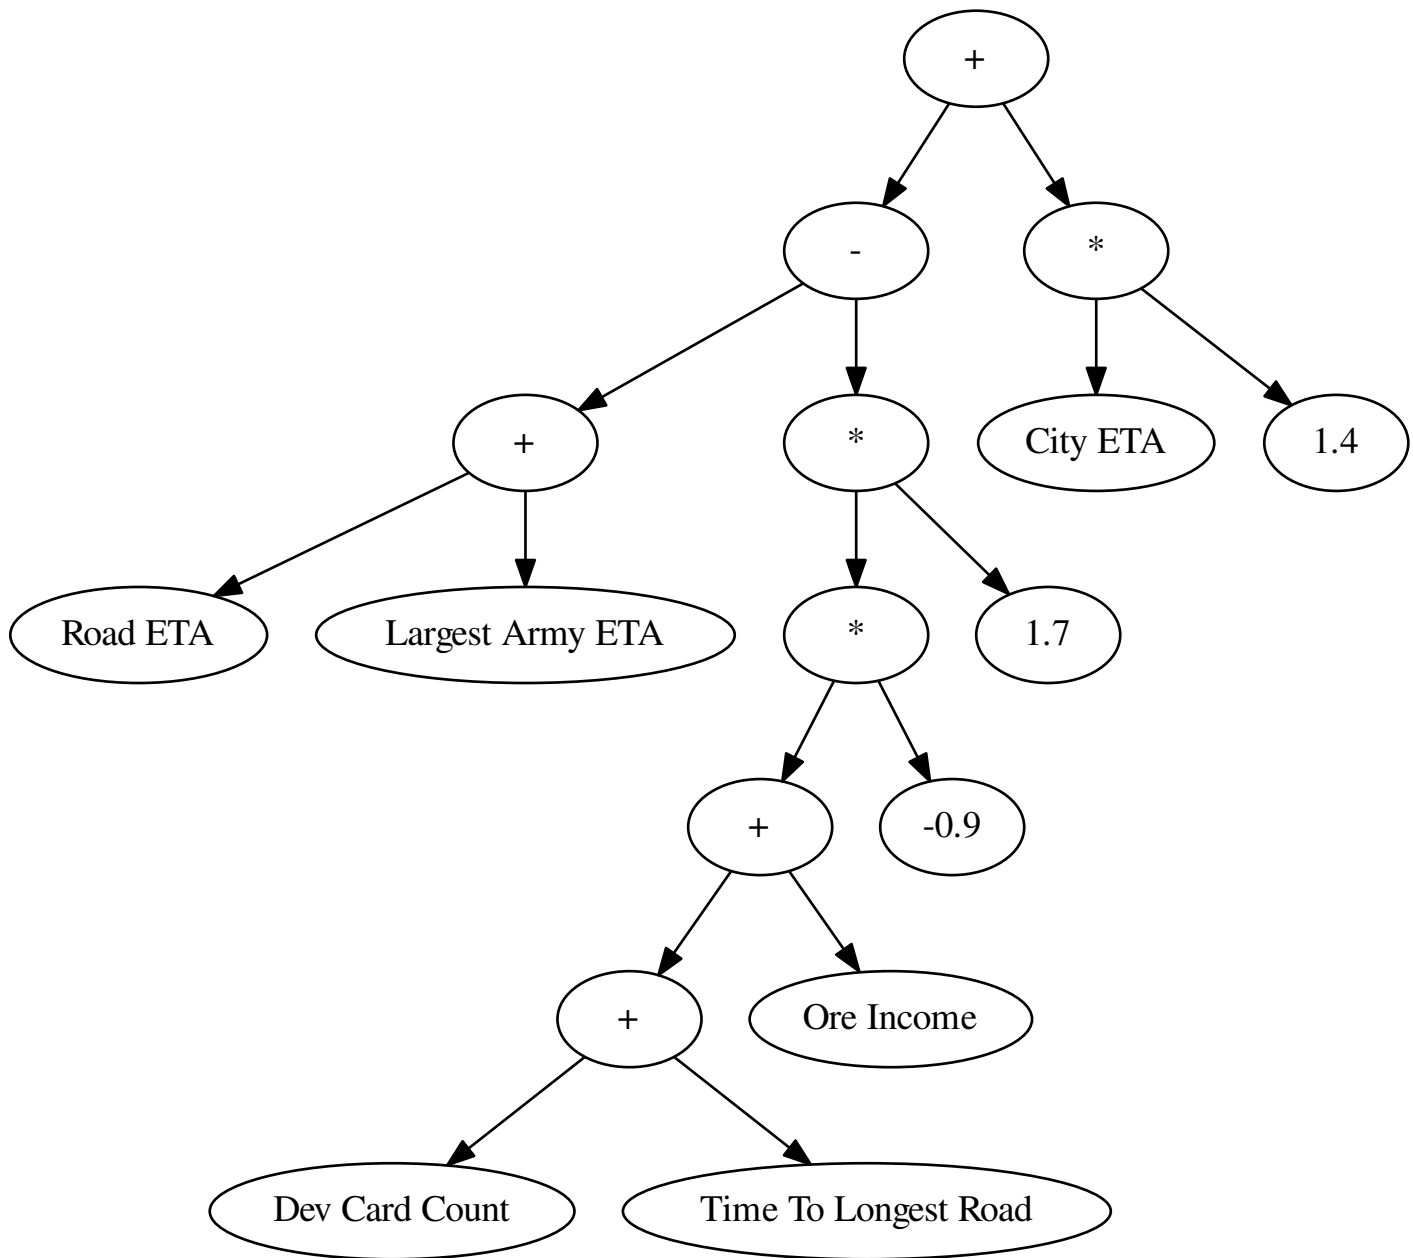 +
-
*
+
*
City ETA
1.4
Road ETA
Largest Army ETA
*
1.7
+
-0.9
+
Ore Income
Dev Card Count
Time To Longest Road